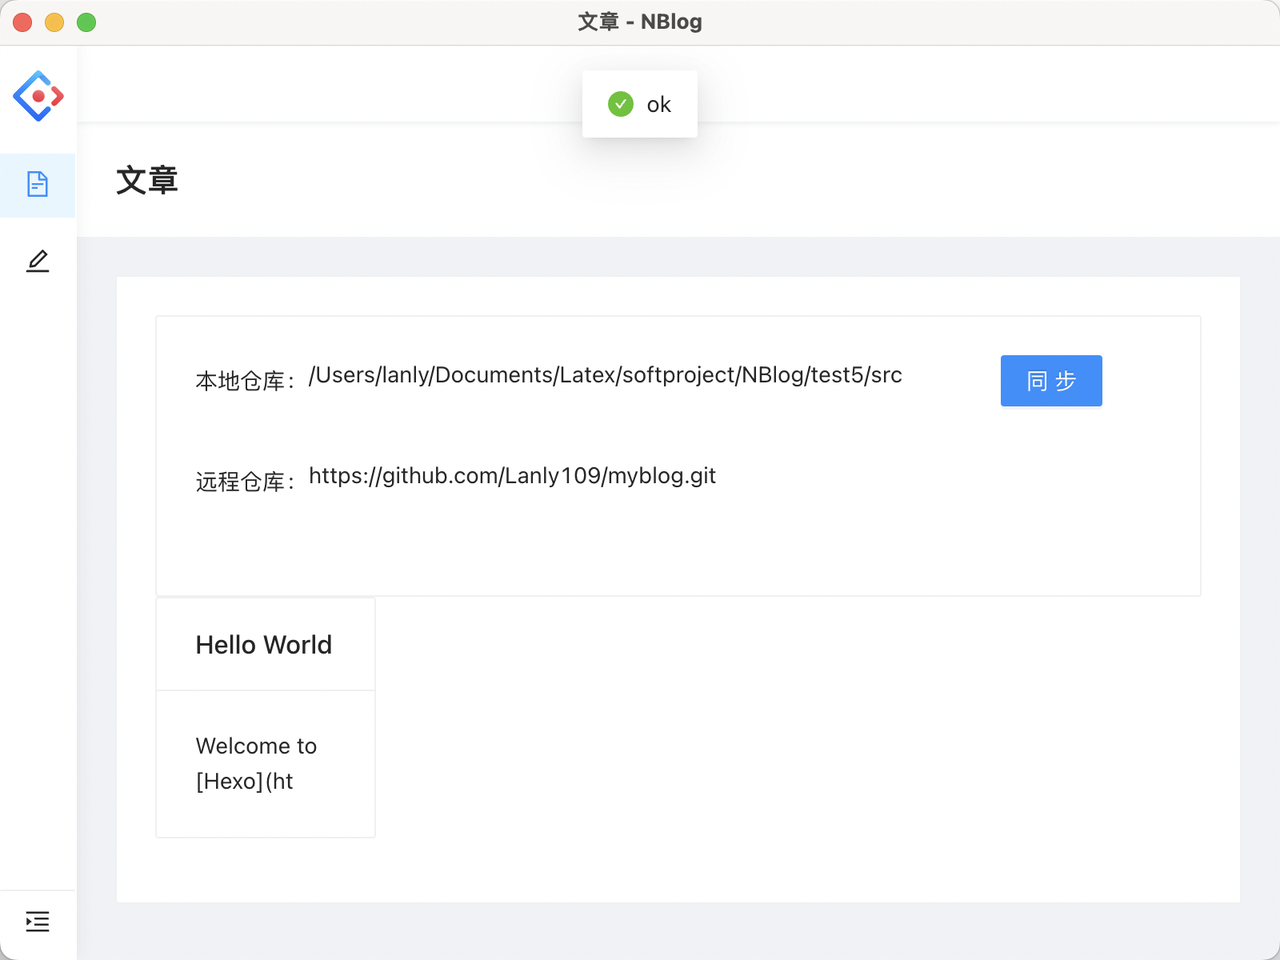 文章 - NBlog
ok
文章
本地仓库： /Users/lanly/Documents/Latex/softproject/NBlog/test5/src
同 步
远程仓库： https://github.com/Lanly109/myblog.git
Hello World
Welcome to
[Hexo](ht